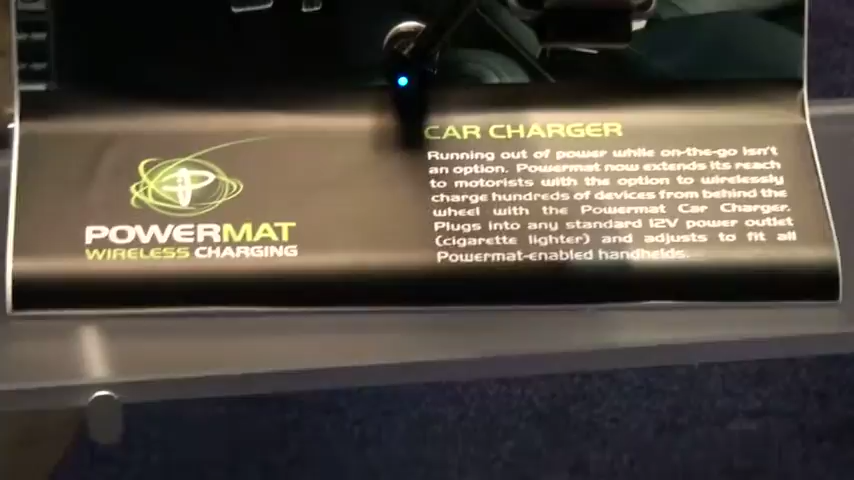 POWERMAT
WIRELESS CHARGING
CAR CHARGER
Running out of power while on-the-go isn't
an option. Powermat now extends its reach
to motorists with the option to wirelessly
charge hundreds of devices from behind the
wheel with the Powermat Car Charger.
Plugs into any standard 12V power outlet
(cigarette lighter) and adjusts to fit all
Powermat-enabled handhelds.